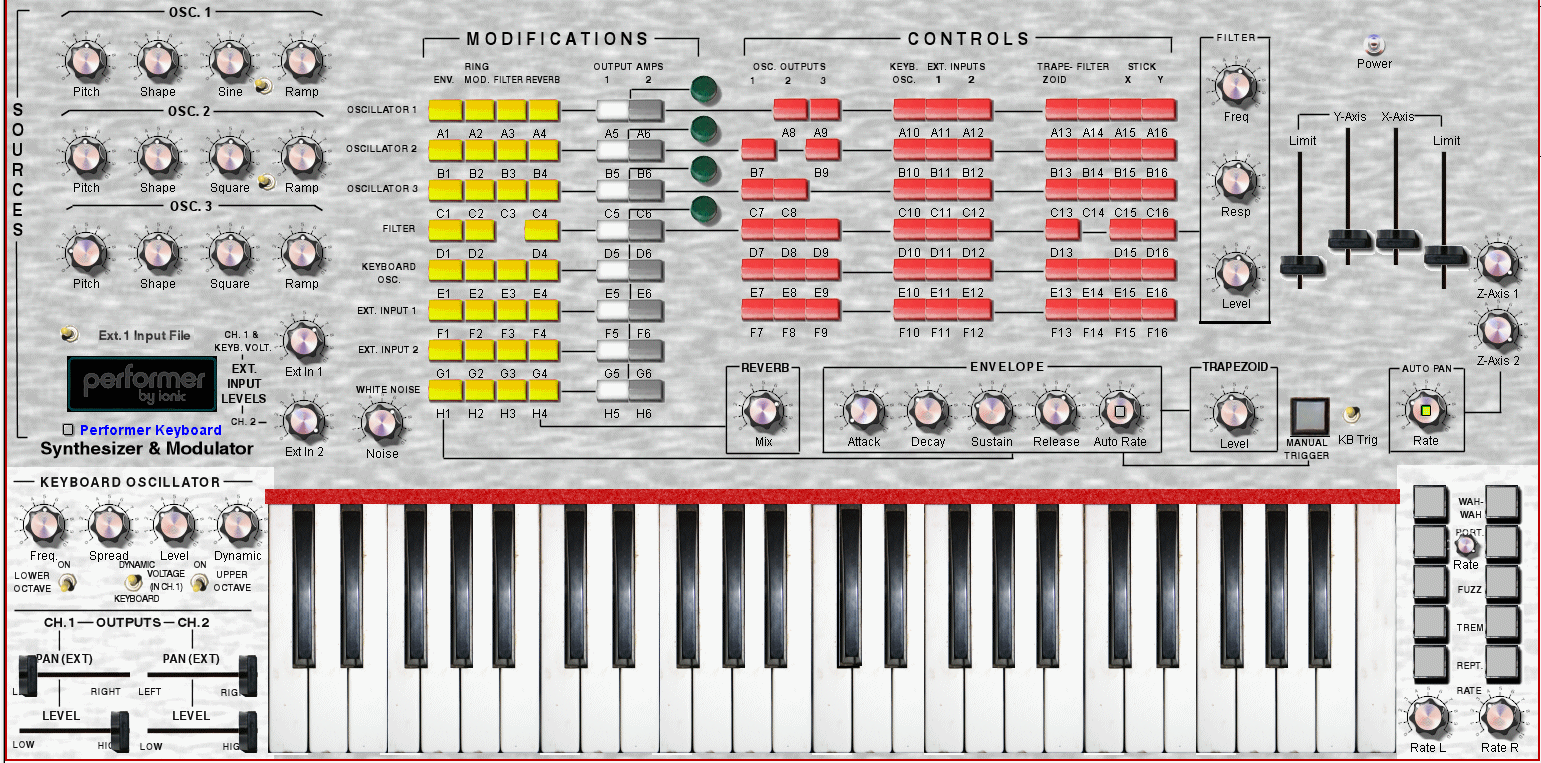 SOURCES
OSC. 1
Pitch Shape Sine Ramp
OSC. 2
Pitch Shape Square Ramp
OSC. 3
Pitch Shape Square Ramp
Ext.1 Input File
performer
by ionic
Performer Keyboard
Synthesizer & Modulator
CH. 1 &
KEYB. VOLT.
EXT.
INPUT
LEVELS
CH. 2
Ext In 1
Ext In 2
Noise
MODIFICATIONS
RING
ENV. MOD. FILTER REVERB
OUTPUT AMPS
1 2
OSCILLATOR 1
A1 A2 A3 A4 A5 A6
OSCILLATOR 2
B1 B2 B3 B4 B5 B6
OSCILLATOR 3
C1 C2 C3 C4 C5 C6
FILTER
D1 D2 D4 D5 D6
KEYBOARD
OSC.
E1 E2 E3 E4 E5 E6
EXT. INPUT 1
F1 F2 F3 F4 F5 F6
EXT. INPUT 2
G1 G2 G3 G4 G5 G6
WHITE NOISE
H1 H2 H3 H4 H5 H6
CONTROLS
OSC. OUTPUTS
1 2 3
KEYB. EXT. INPUTS
OSC. 1 2
TRAPE- FILTER STICK
ZOID X Y
A8 A9 A10 A11 A12 A13 A14 A15 A16
B7 B9 B10 B11 B12 B13 B14 B15 B16
C7 C8 C10 C11 C12 C13 C14 C15 C16
D7 D8 D9 D10 D11 D12 D13 D15 D16
E7 E8 E9 E10 E11 E12 E13 E14 E15 E16
F7 F8 F9 F10 F11 F12 F13 F14 F15 F16
FILTER
Freq
Resp
Level
Power
Y-Axis X-Axis
Limit Limit
Z-Axis 1
Z-Axis 2
REVERB
Mix
ENVELOPE
Attack Decay Sustain Release Auto Rate
TRAPEZOID
Level
MANUAL
TRIGGER
KB Trig
AUTO PAN
Rate
KEYBOARD OSCILLATOR
Freq. Spread Level Dynamic
ON DYNAMIC ON
LOWER VOLTAGE UPPER
OCTAVE (IN CH. 1) OCTAVE
KEYBOARD
CH.1 OUTPUTS CH.2
PAN (EXT) PAN (EXT)
RIGHT LEFT
LEVEL LEVEL
LOW LOW
WAH-
WAH
PORT.
Rate
FUZZ
TREM
REPT.
RATE
Rate L Rate R